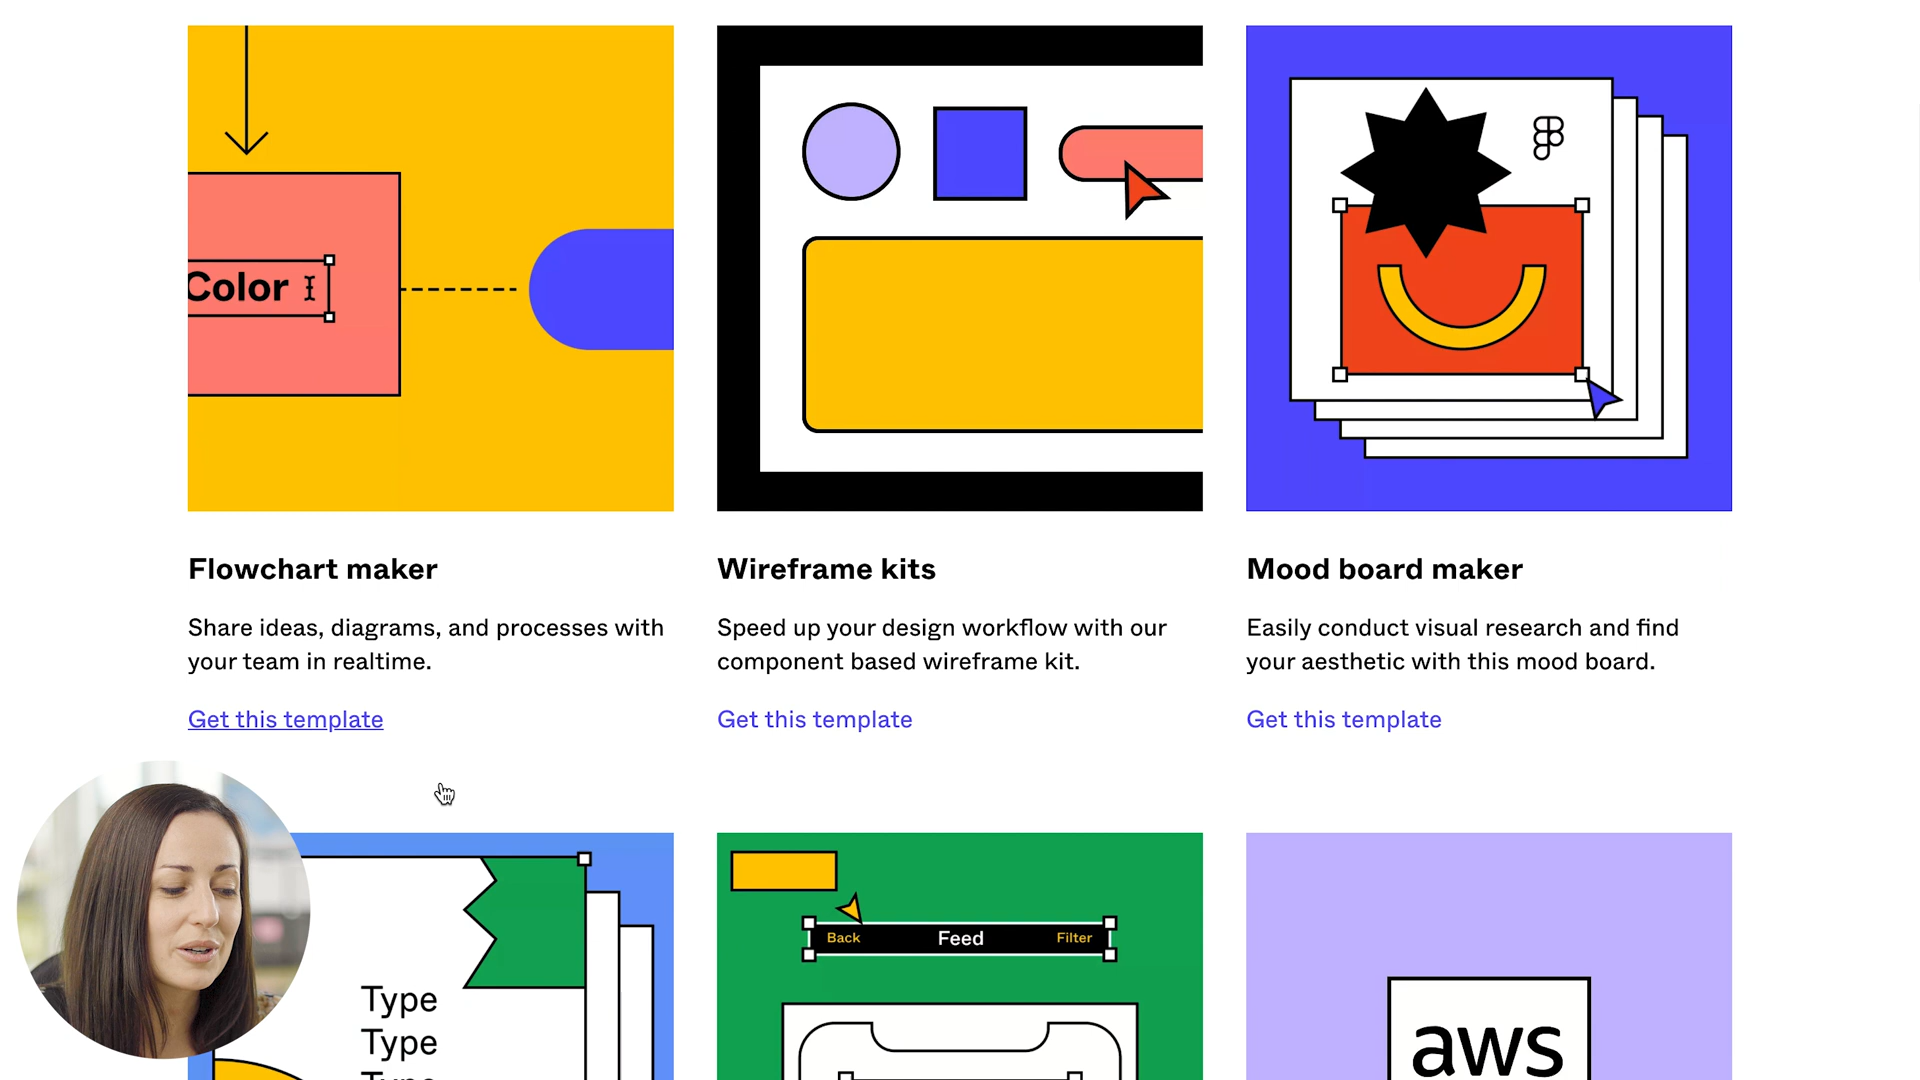 Color
Flowchart maker
Share ideas, diagrams, and processes with
your team in realtime.
Get this template
Wireframe kits
Speed up your design workflow with our
component based wireframe kit.
Get this template
Mood board maker
Easily conduct visual research and find
your aesthetic with this mood board.
Get this template
Type
Type
Type
Back Feed Filter
aws